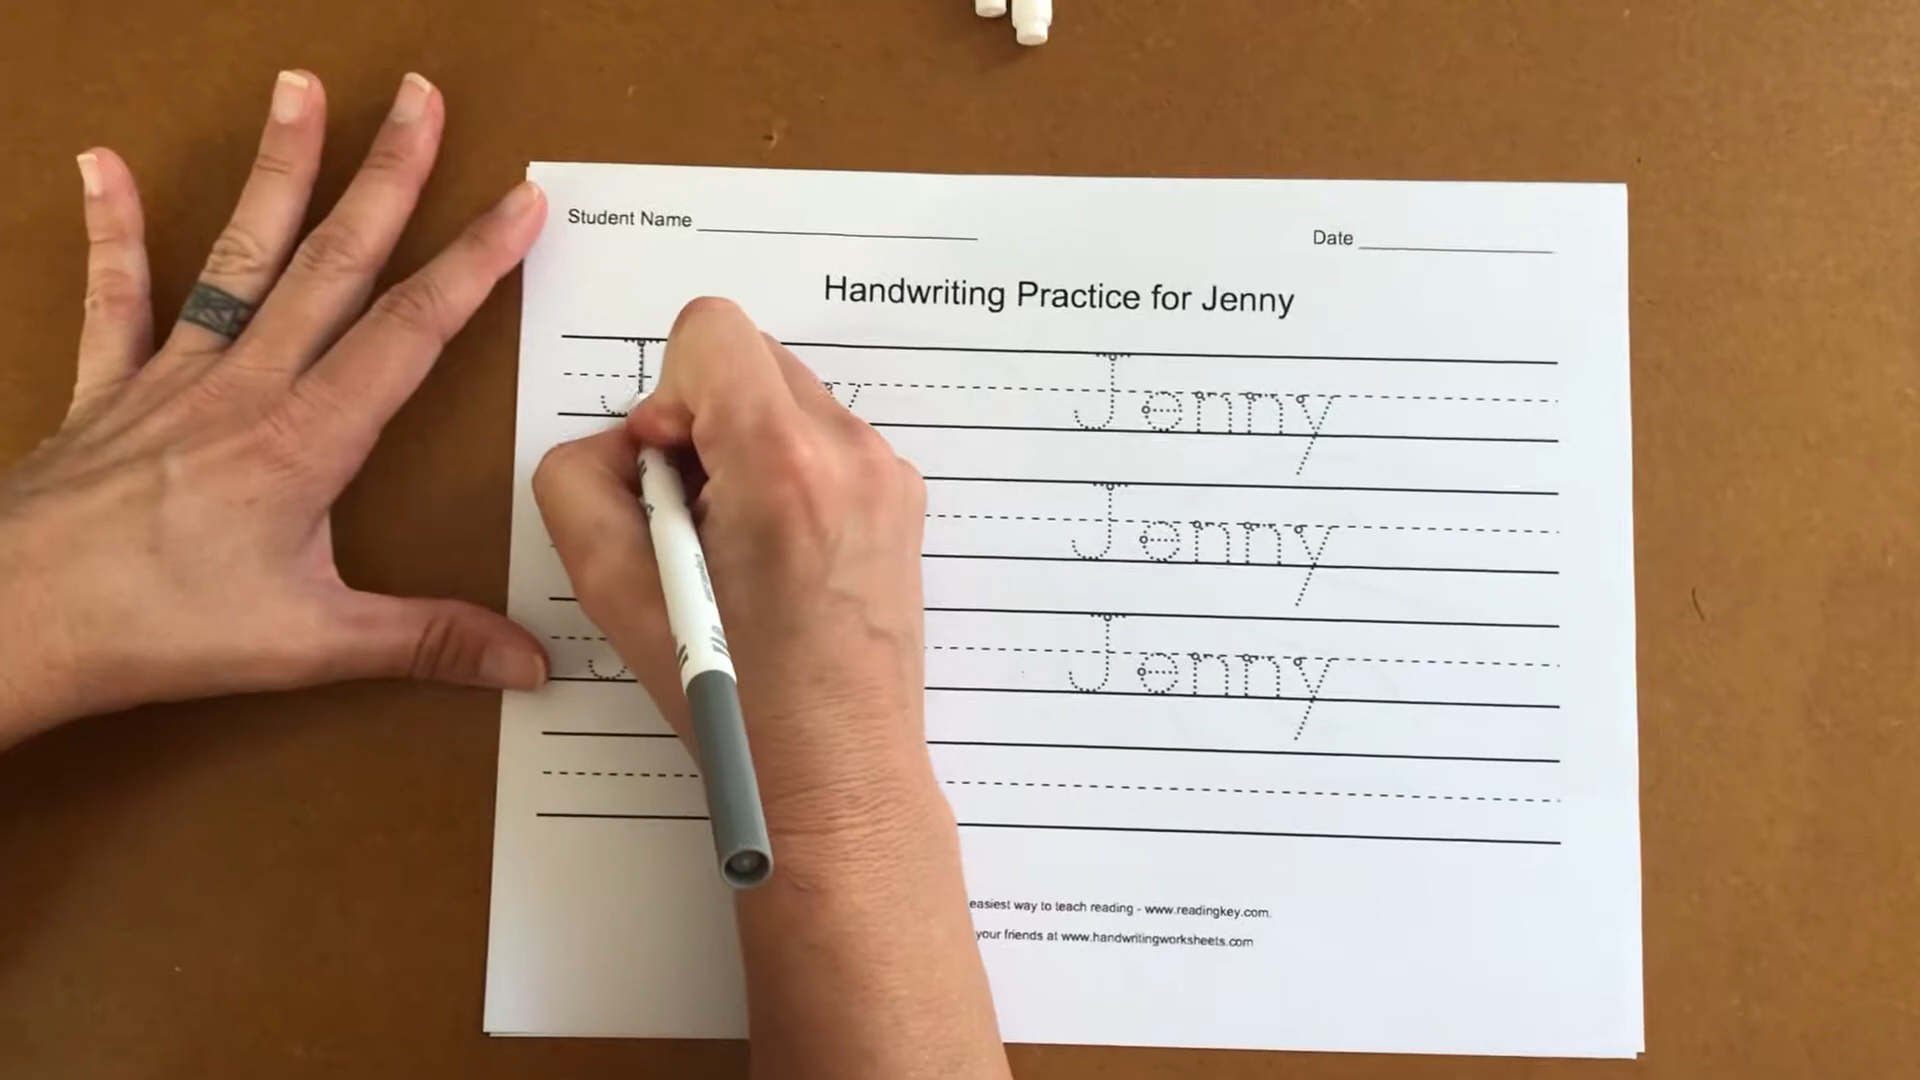 Student Name
Date
Handwriting Practice for Jenny
J y Jenny
Jenny
J Jenny
easiest way to teach reading - www.readingkey.com.
your friends at www.handwritingworksheets.com